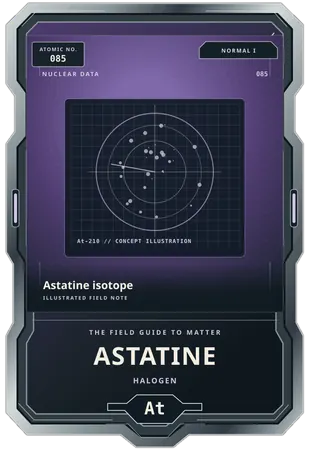 ATOMIC NO.
085
NORMAL I
NUCLEAR DATA
085
At-210 // CONCEPT ILLUSTRATION
Astatine isotope
ILLUSTRATED FIELD NOTE
THE FIELD GUIDE TO MATTER
ASTATINE
HALOGEN
At